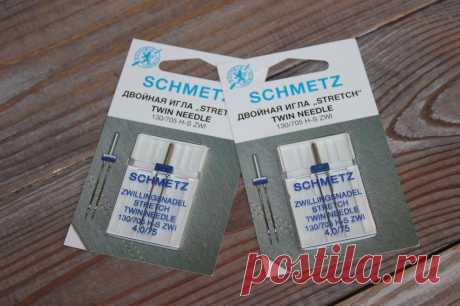 SCHMETZ
ДВОЙНАЯ ИГЛА „STRETCH"
TWIN NEEDLE
130/705 H-S ZWI
SCHMETZ
ZWILLINGSNADEL
STRETCH
TWIN NEEDLE
130/705 H-S ZWI
4,0/75
SCHMETZ
ДВОЙНАЯ ИГЛА „STRETCH"
TWIN NEEDLE
130/705 H-S ZWI
SCHMETZ
ZWILLINGSNADEL
STRETCH
TWIN NEEDLE
130/705 H-S ZWI
4,0/75
postila.ru